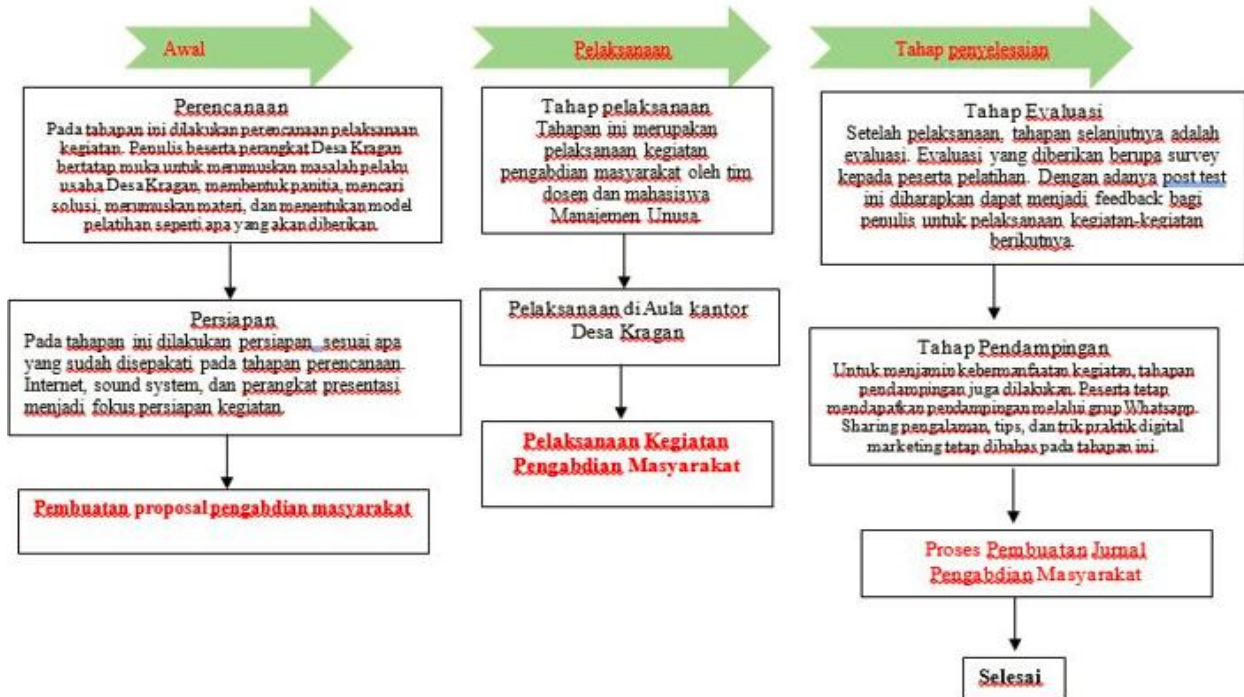 Awal
Perencanaan
Pada tahapan ini dilakukan perencanaan pelaksanaan
kegiatan. Penulis beserta perangkat Desa Kragan
bertatap muka untuk merumuskan masalah pelaku
usaha Desa Kragan, membentuk panitia, mencari
solusi, merumuskan materi, dan menentukan model
pelatihan seperti apa yang akan diberikan.
Persiapan
Pada tahapan ini dilakukan persiapan sesuai apa
yang sudah disepakati pada tahapan perencanaan.
Internet, sound system, dan perangkat presentasi
menjadi fokus persiapan kegiatan.
Pembuatan proposal pengabdian masyarakat
Pelaksanaan
Tahap pelaksanaan
Tahapan ini merupakan
pelaksanaan kegiatan
pengabdian masyarakat oleh tim
dosen dan mahasiswa
Manajemen Unusa.
Pelaksanaan di Aula kantor
Desa Kragan
Pelaksanaan Kegiatan
Pengabdian Masyarakat
Tahap penyelesaian
Tahap Evaluasi
Setelah pelaksanaan, tahapan selanjutnya adalah
evaluasi. Evaluasi yang diberikan berupa survey
kepada peserta pelatihan. Dengan adanya post test
ini diharapkan dapat menjadi feedback bagi
penulis untuk pelaksanaan kegiatan-kegiatan
berikutnya.
Tahap Pendampingan
Untuk menjamin kebermanfaatan kegiatan, tahapan
pendampingan juga dilakukan. Peserta tetap
mendapatkan pendampingan melalui grup Whatsapp.
Sharing pengalaman, tips, dan trik praktik digital
marketing tetap dibahas pada tahapan ini.
Proses Pembuatan Jurnal
Pengabdian Masyarakat
Selesai